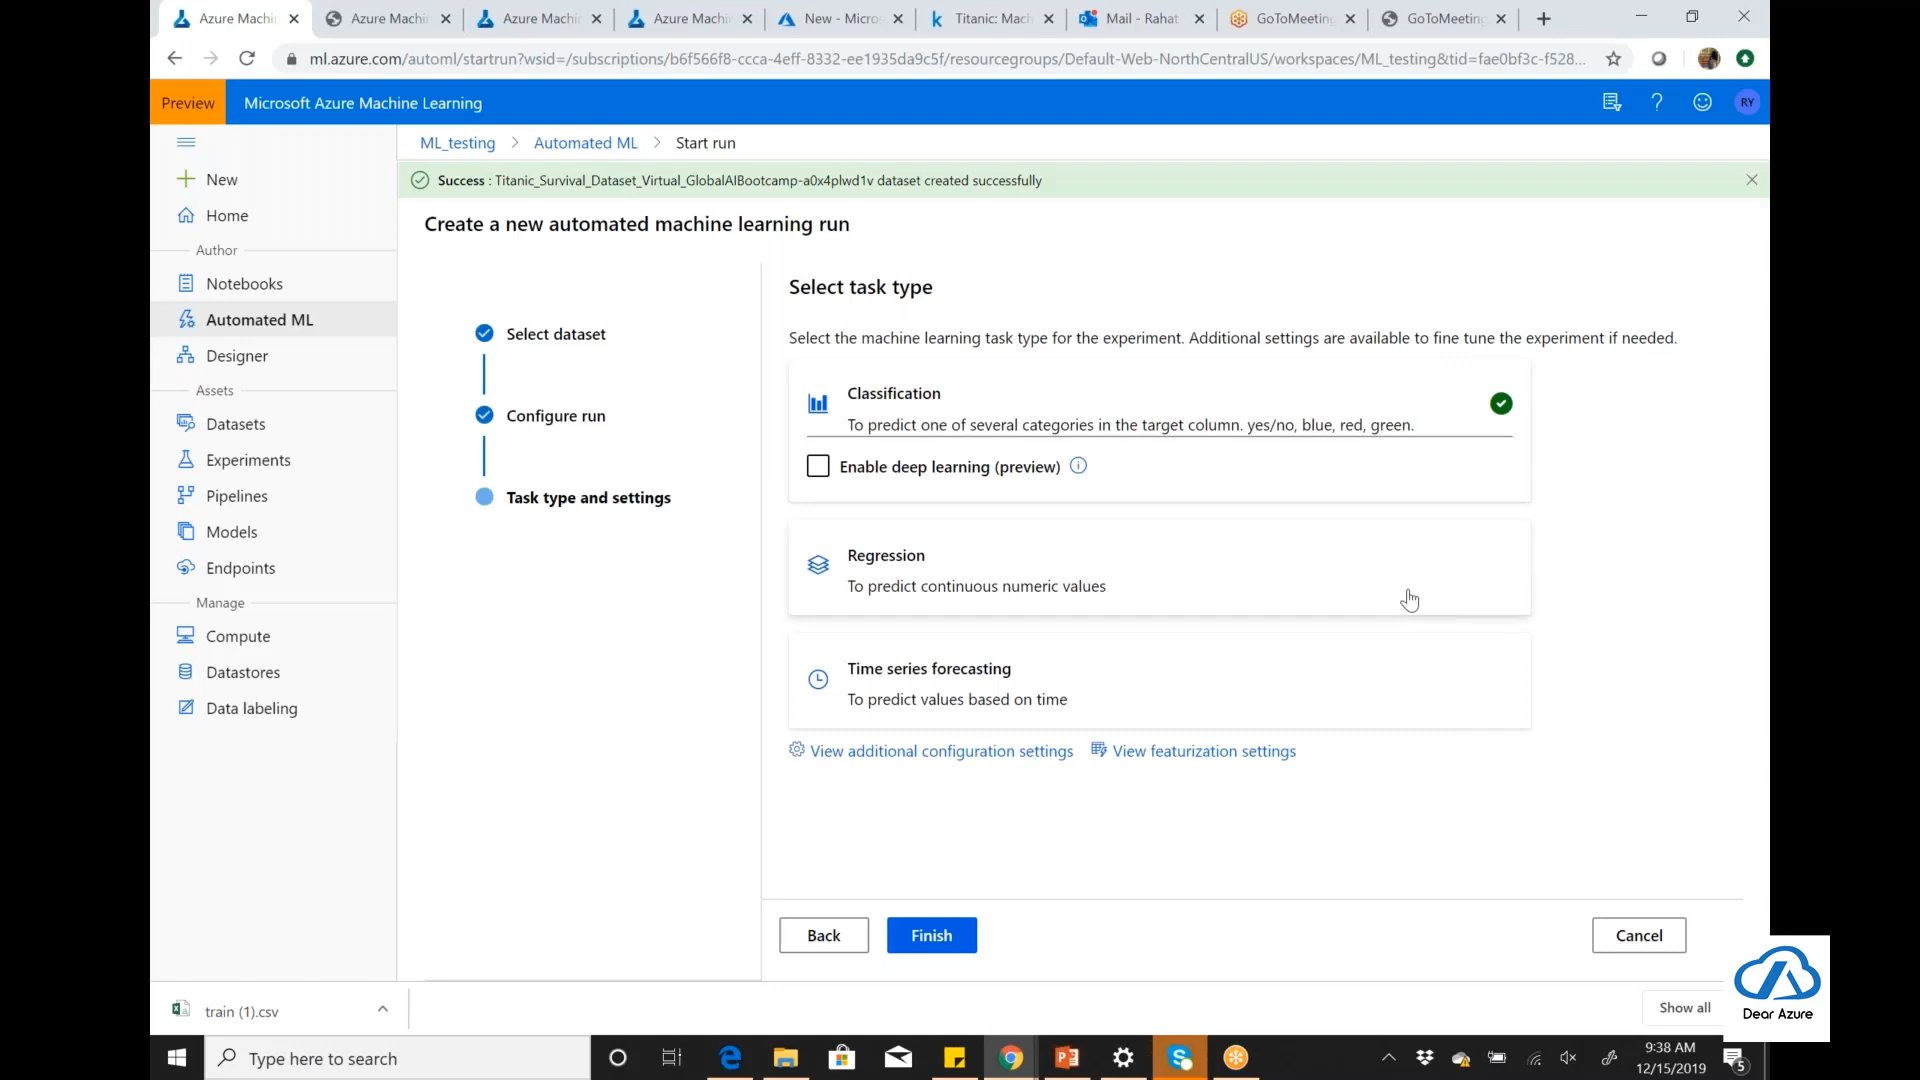 Azure Machin
Azure Machin
Azure Machin
Azure Machin
New - Micros
Titanic: Mach
Mail - Rahat
GoToMeeting
GoToMeeting
ml.azure.com/automl/startrun?wsid=/subscriptions/b6f566f8-ccca-4eff-8332-ee1935da9c5f/resourcegroups/Default-Web-NorthCentralUS/workspaces/ML_testing&tid=fae0bf3c-f528...
Preview
Microsoft Azure Machine Learning
?
RY
ML_testing > Automated ML > Start run
New
Success : Titanic_Survival_Dataset_Virtual_GlobalAIBootcamp-a0x4plwd1v dataset created successfully
Home
Create a new automated machine learning run
Author
Notebooks
Automated ML
Designer
Assets
Datasets
Experiments
Pipelines
Models
Endpoints
Manage
Compute
Datastores
Data labeling
Select dataset
Configure run
Task type and settings
Select task type
Select the machine learning task type for the experiment. Additional settings are available to fine tune the experiment if needed.
Classification
To predict one of several categories in the target column. yes/no, blue, red, green.
Enable deep learning (preview)
Regression
To predict continuous numeric values
Time series forecasting
To predict values based on time
View additional configuration settings
View featurization settings
Back
Finish
Cancel
train (1).csv
Show all
Dear Azure
Type here to search
9:38 AM
12/15/2019
5